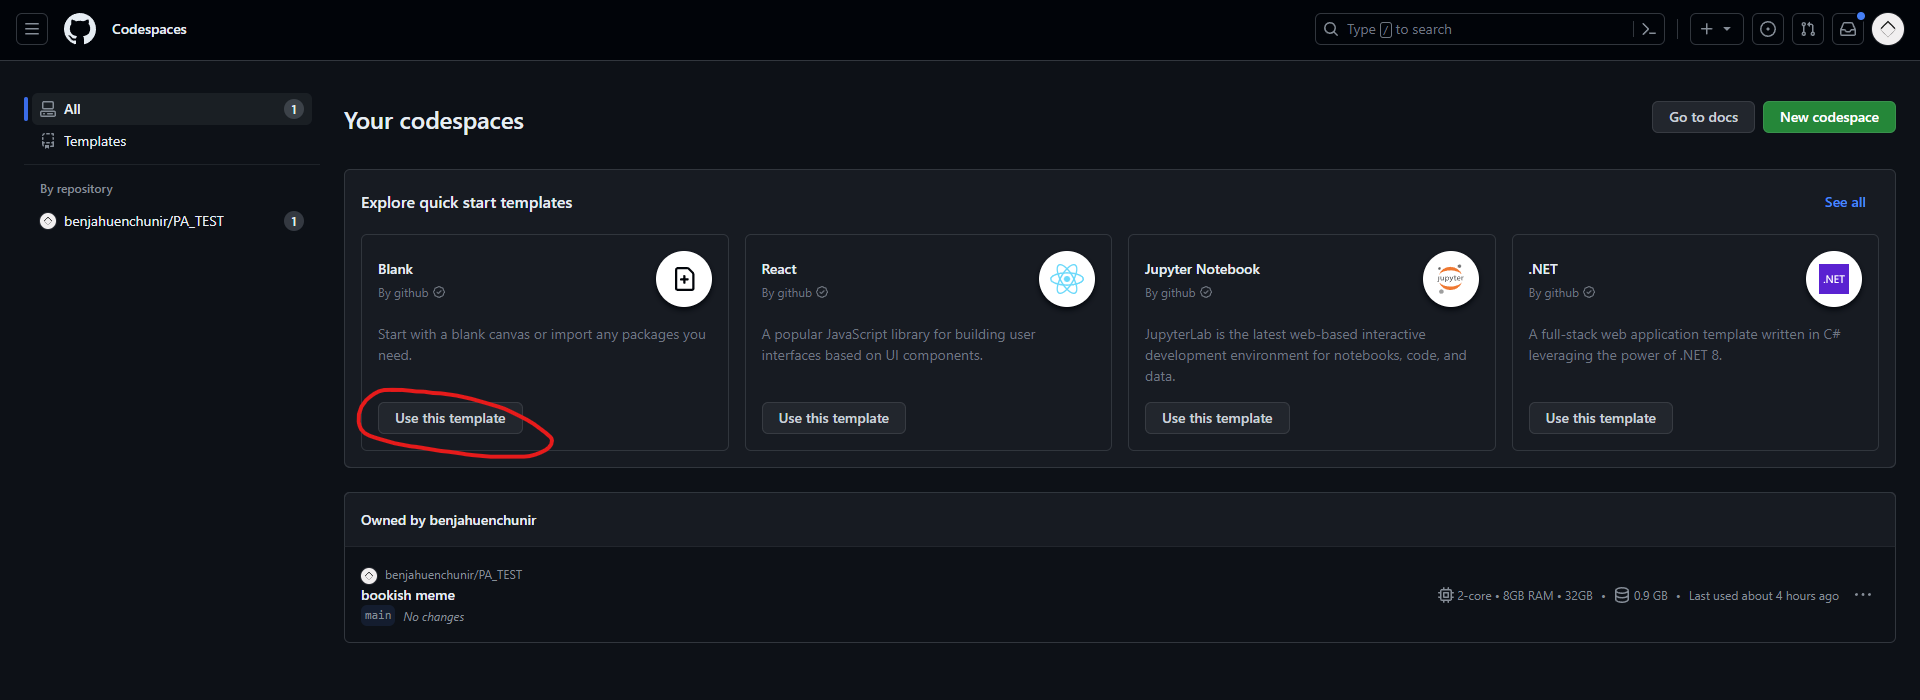 Codespaces
Type / to search
All 1
Templates
By repository
benjahuenchunir/PA_TEST 1
Your codespaces
Go to docs
New codespace
Explore quick start templates
See all
Blank
By github
Start with a blank canvas or import any packages you
need.
Use this template
React
By github
A popular JavaScript library for building user
interfaces based on UI components.
Use this template
Jupyter Notebook
By github
jupyter
JupyterLab is the latest web-based interactive
development environment for notebooks, code, and
data.
Use this template
.NET
By github
.NET
A full-stack web application template written in C#
leveraging the power of .NET 8.
Use this template
Owned by benjahuenchunir
benjahuenchunir/PA_TEST
bookish meme
main No changes
2-core • 8GB RAM • 32GB • 0.9 GB • Last used about 4 hours ago